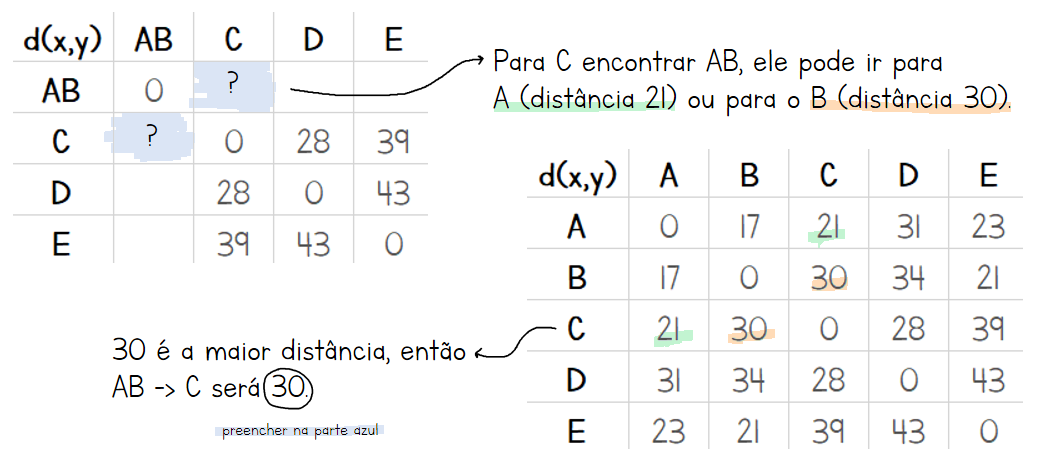 d(x,y) AB C D E
AB 0 ?
C ? 0 28 39
D 28 0 43
E 39 43 0
Para C encontrar AB, ele pode ir para
A (distância 21) ou para o B (distância 30).
d(x,y) A B C D E
A 0 17 21 31 23
B 17 0 30 34 21
C 21 30 0 28 39
D 31 34 28 0 43
E 23 21 39 43 0
30 é a maior distância, então
AB -> C será 30.
preencher na parte azul